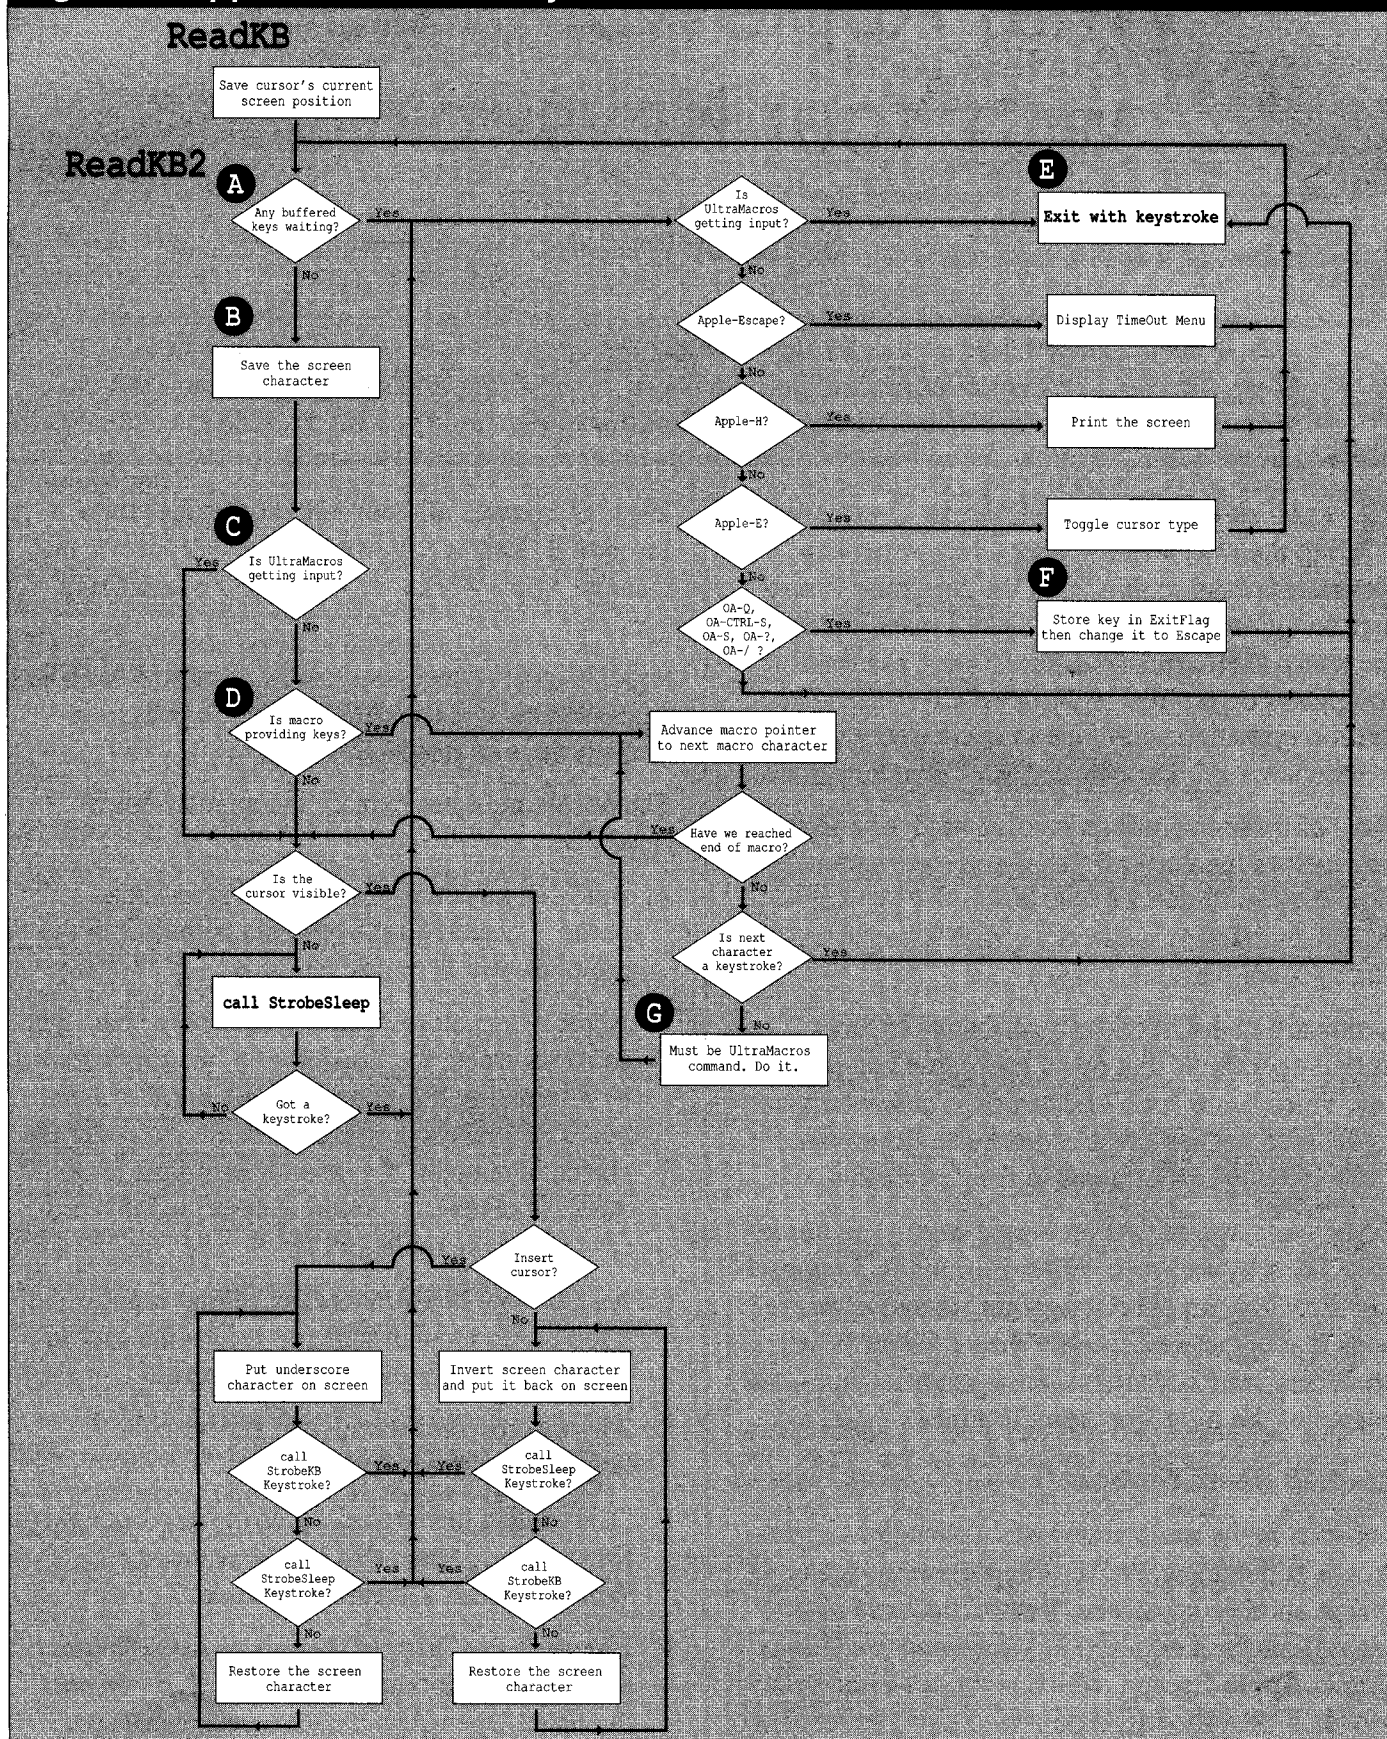 ReadKB
Save cursor's current
screen position
ReadKB2
A
Any buffered
keys waiting?
Yes
No
Is
UltraMacros
getting input?
Yes
No
E
Exit with keystroke
B
Save the screen
character
Apple-Escape?
Yes
No
Display TimeOut Menu
Apple-H?
Yes
No
Print the screen
C
Is UltraMacros
getting input?
Yes
No
Apple-E?
Yes
No
Toggle cursor type
OA-Q,
OA-CTRL-S,
OA-S, OA-?,
OA-/ ?
Yes
F
Store key in ExitFlag
then change it to Escape
D
Is macro
providing keys?
Yes
No
Advance macro pointer
to next macro character
Have we reached
end of macro?
Yes
No
Is the
cursor visible?
Yes
No
Is next
character
a keystroke?
Yes
No
call StrobeSleep
G
Must be UltraMacros
command. Do it.
Got a
keystroke?
No
Yes
Insert
cursor?
Yes
No
Put underscore
character on screen
Invert screen character
and put it back on screen
call
StrobeKB
Keystroke?
Yes
No
call
StrobeSleep
Keystroke?
Yes
No
call
StrobeSleep
Keystroke?
Yes
No
call
StrobeKB
Keystroke?
Yes
No
Restore the screen
character
Restore the screen
character